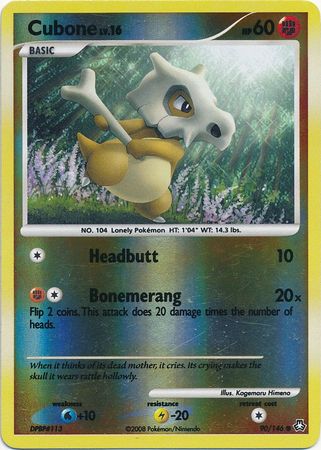 Cubone LV.16 HP 60
BASIC
NO. 104 Lonely Pokémon HT: 1'04" WT: 14.3 lbs.
Headbutt 10
Bonemerang 20×
Flip 2 coins. This attack does 20 damage times the number of
heads.
When it thinks of its dead mother, it cries. Its crying makes the
skull it wears rattle hollowly.
Illus. Kagemaru Himeno
weakness resistance retreat cost
+10 -20
DPBP#113 ©2008 Pokémon/Nintendo 90/146